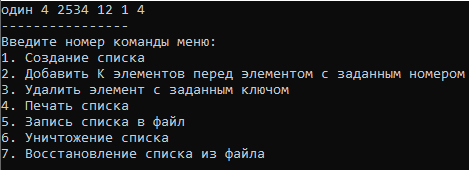 один 4 2534 12 1 4
----------------
Введите номер команды меню:
1. Создание списка
2. Добавить К элементов перед элементом с заданным номером
3. Удалить элемент с заданным ключом
4. Печать списка
5. Запись списка в файл
6. Уничтожение списка
7. Восстановление списка из файла